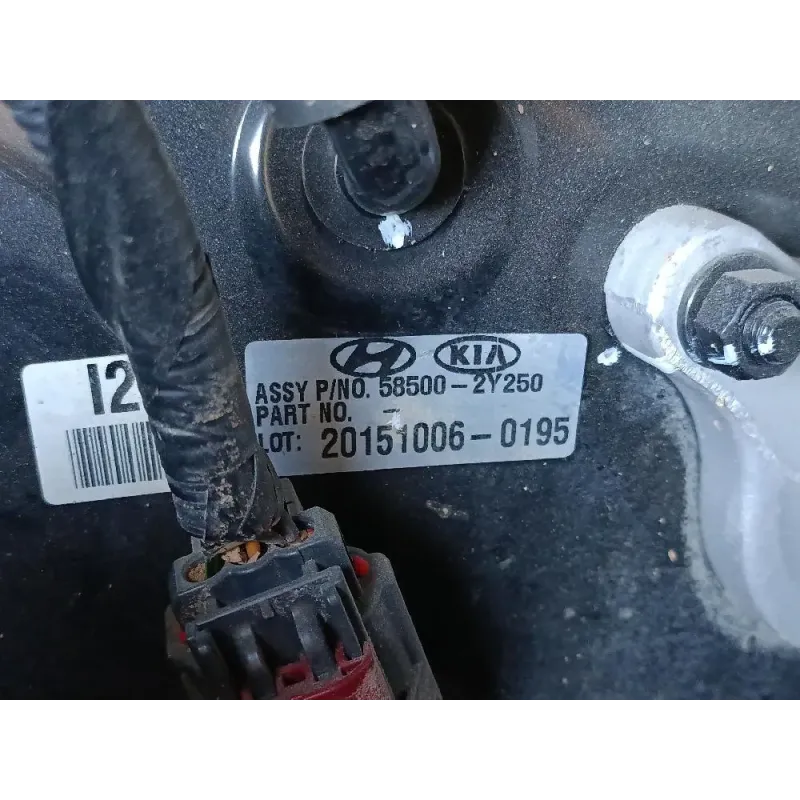 KIA
ASSY P/NO. 58500-2Y250
PART NO. -
LOT: 20151006-0195
I2